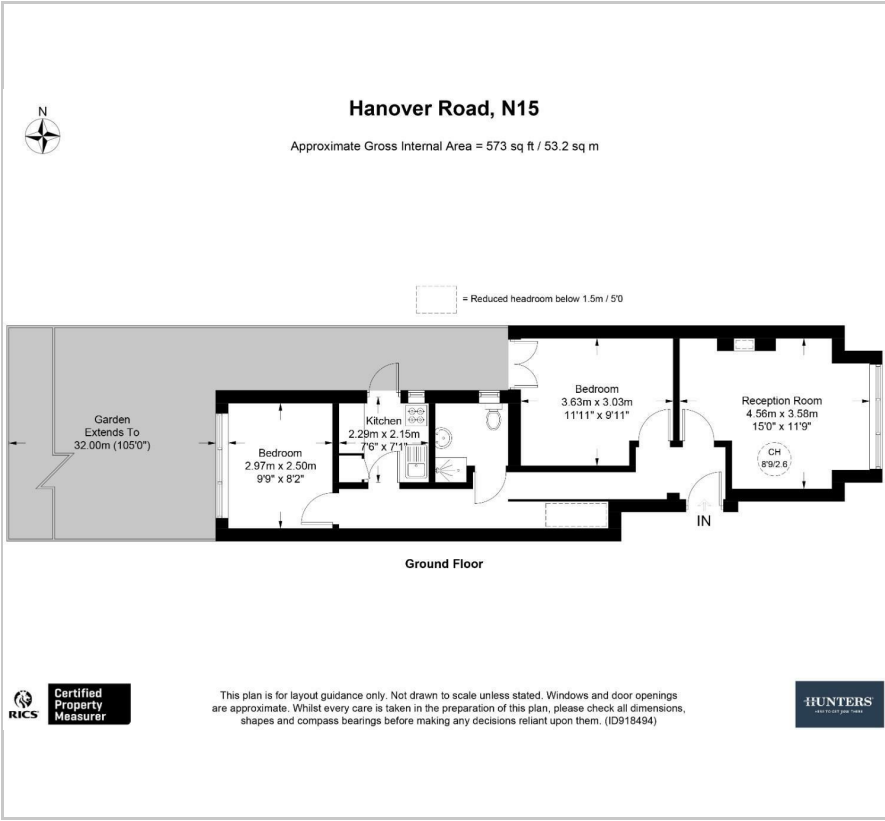 N
Hanover Road, N15
Approximate Gross Internal Area = 573 sq ft / 53.2 sq m
= Reduced headroom below 1.5m / 5'0
Garden
Extends To
32.00m (105'0")
Bedroom
2.97m x 2.50m
9'9" x 8'2"
Kitchen
2.29m x 2.15m
7'6" x 7'1"
Bedroom
3.63m x 3.03m
11'11" x 9'11"
Reception Room
4.56m x 3.58m
15'0" x 11'9"
CH
8'9/2.6
IN
Ground Floor
RICS
Certified
Property
Measurer
This plan is for layout guidance only. Not drawn to scale unless stated. Windows and door openings
are approximate. Whilst every care is taken in the preparation of this plan, please check all dimensions,
shapes and compass bearings before making any decisions reliant upon them. (ID918494)
HUNTERS
HERE TO GET you THERE